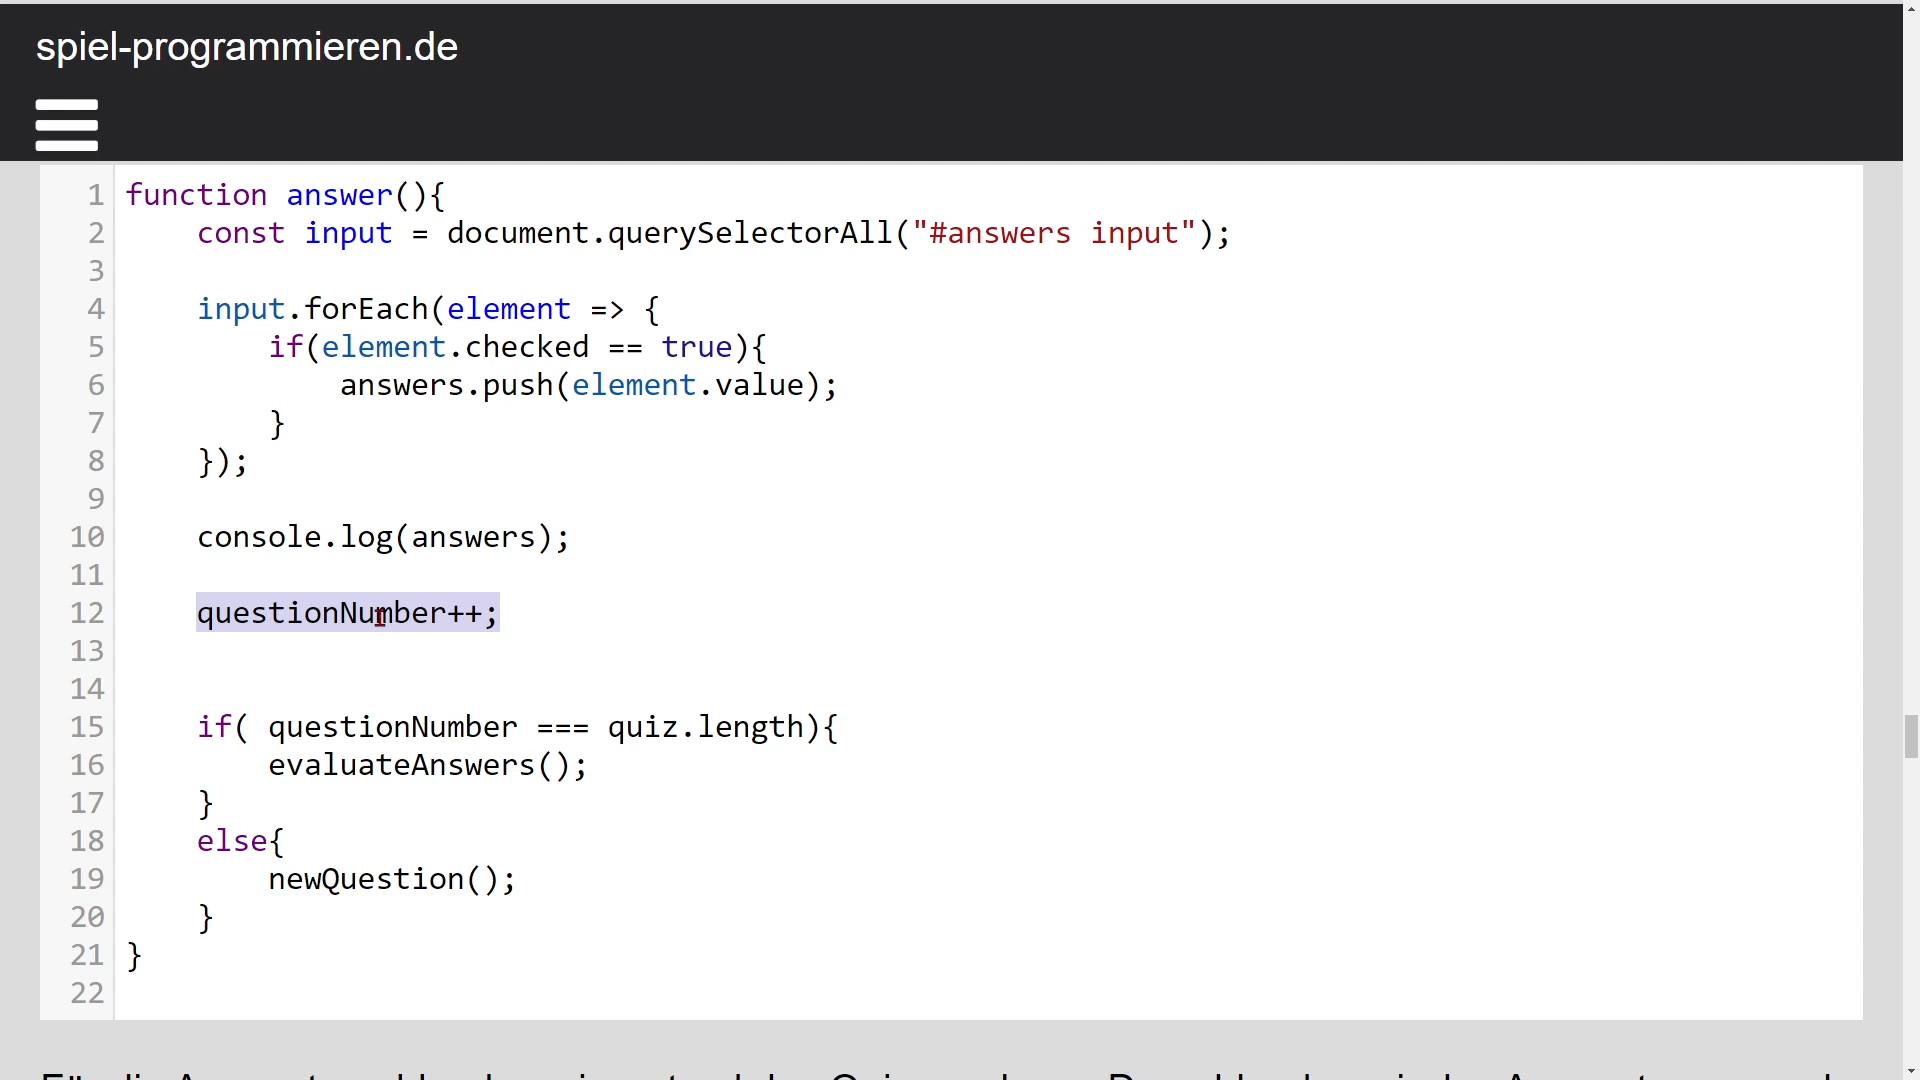 spiel-programmieren.de
1 function answer(){
2 const input = document.querySelectorAll("#answers input");
3
4 input.forEach(element => {
5 if(element.checked == true){
6 answers.push(element.value);
7 }
8 });
9
10 console.log(answers);
11
12 questionNumber++;
13
14
15 if( questionNumber === quiz.length){
16 evaluateAnswers();
17 }
18 else{
19 newQuestion();
20 }
21 }
22